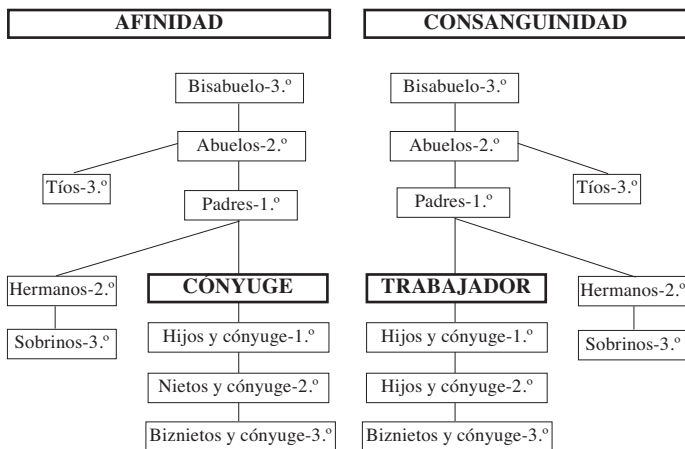 AFINIDAD
CONSANGUINIDAD
Bisabuelo-3.º
Bisabuelo-3.º
Abuelos-2.º
Abuelos-2.º
Tíos-3.º
Tíos-3.º
Padres-1.º
Padres-1.º
Hermanos-2.º
CÓNYUGE
TRABAJADOR
Hermanos-2.º
Sobrinos-3.º
Hijos y cónyuge-1.º
Hijos y cónyuge-1.º
Sobrinos-3.º
Nietos y cónyuge-2.º
Hijos y cónyuge-2.º
Biznietos y cónyuge-3.º
Biznietos y cónyuge-3.º